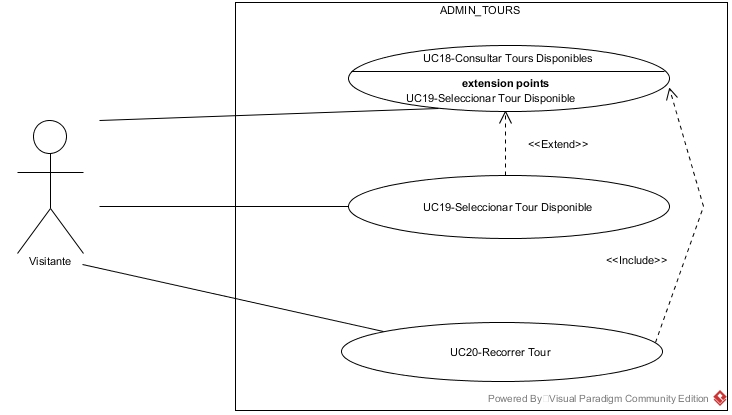 ADMIN_TOURS
UC18-Consultar Tours Disponibles
extension points
UC19-Seleccionar Tour Disponible
<<Extend>>
UC19-Seleccionar Tour Disponible
Visitante
<<Include>>
UC20-Recorrer Tour
Powered By Visual Paradigm Community Edition